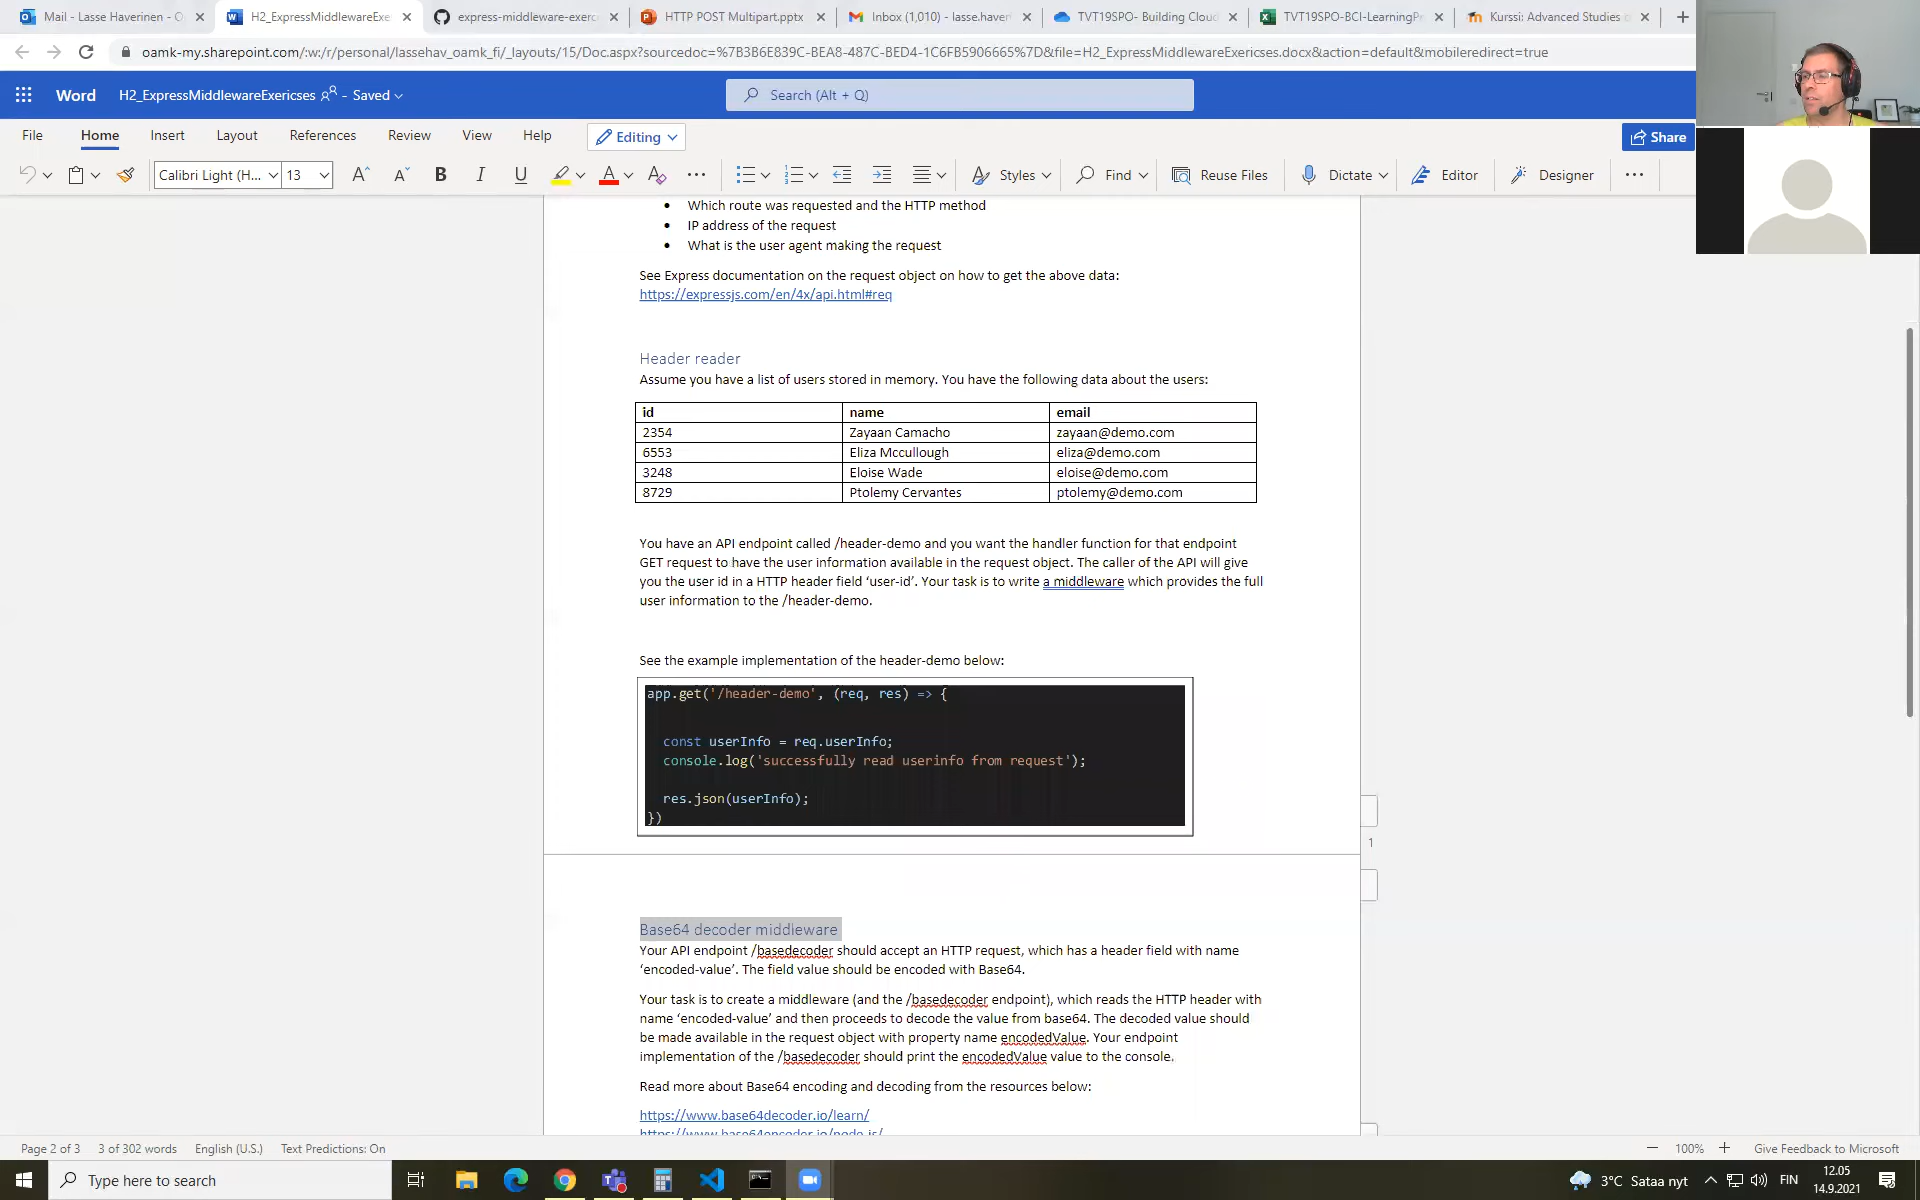 Mail - Lasse Haverinen - O
H2_ExpressMiddlewareExe
express-middleware-exerc
HTTP POST Multipart.pptx
Inbox (1,010) - lasse.haver
TVT19SPO- Building Cloud
TVT19SPO-BCI-LearningPr
Kurssi: Advanced Studies o
oamk-my.sharepoint.com/:w:/r/personal/lassehav_oamk_fi/_layouts/15/Doc.aspx?sourcedoc=%7B3B6E839C-BEA8-487C-BED4-1C6FB5906665%7D&file=H2_ExpressMiddlewareExericses.docx&action=default&mobileredirect=true
Word H2_ExpressMiddlewareExericses - Saved
Search (Alt + Q)
File Home Insert Layout References Review View Help Editing Share
Calibri Light (H... 13 A A B I U A A Styles Find Reuse Files Dictate Editor Designer
• Which route was requested and the HTTP method
• IP address of the request
• What is the user agent making the request
See Express documentation on the request object on how to get the above data:
https://expressjs.com/en/4x/api.html#req
Header reader
Assume you have a list of users stored in memory. You have the following data about the users:
id name email
2354 Zayaan Camacho zayaan@demo.com
6553 Eliza Mccullough eliza@demo.com
3248 Eloise Wade eloise@demo.com
8729 Ptolemy Cervantes ptolemy@demo.com
You have an API endpoint called /header-demo and you want the handler function for that endpoint
GET request to have the user information available in the request object. The caller of the API will give
you the user id in a HTTP header field ‘user-id’. Your task is to write a middleware which provides the full
user information to the /header-demo.
See the example implementation of the header-demo below:
app.get('/header-demo', (req, res) => {
const userInfo = req.userInfo;
console.log('successfully read userinfo from request');
res.json(userInfo);
})
1
Base64 decoder middleware
Your API endpoint /basedecoder should accept an HTTP request, which has a header field with name
‘encoded-value’. The field value should be encoded with Base64.
Your task is to create a middleware (and the /basedecoder endpoint), which reads the HTTP header with
name ‘encoded-value’ and then proceeds to decode the value from base64. The decoded value should
be made available in the request object with property name encodedValue. Your endpoint
implementation of the /basedecoder should print the encodedValue value to the console.
Read more about Base64 encoding and decoding from the resources below:
https://www.base64decoder.io/learn/
https://www.base64encoder.io/node-js/
Page 2 of 3 3 of 302 words English (U.S.) Text Predictions: On 100% Give Feedback to Microsoft
Type here to search
3°C Sataa nyt FIN
12.05
14.9.2021